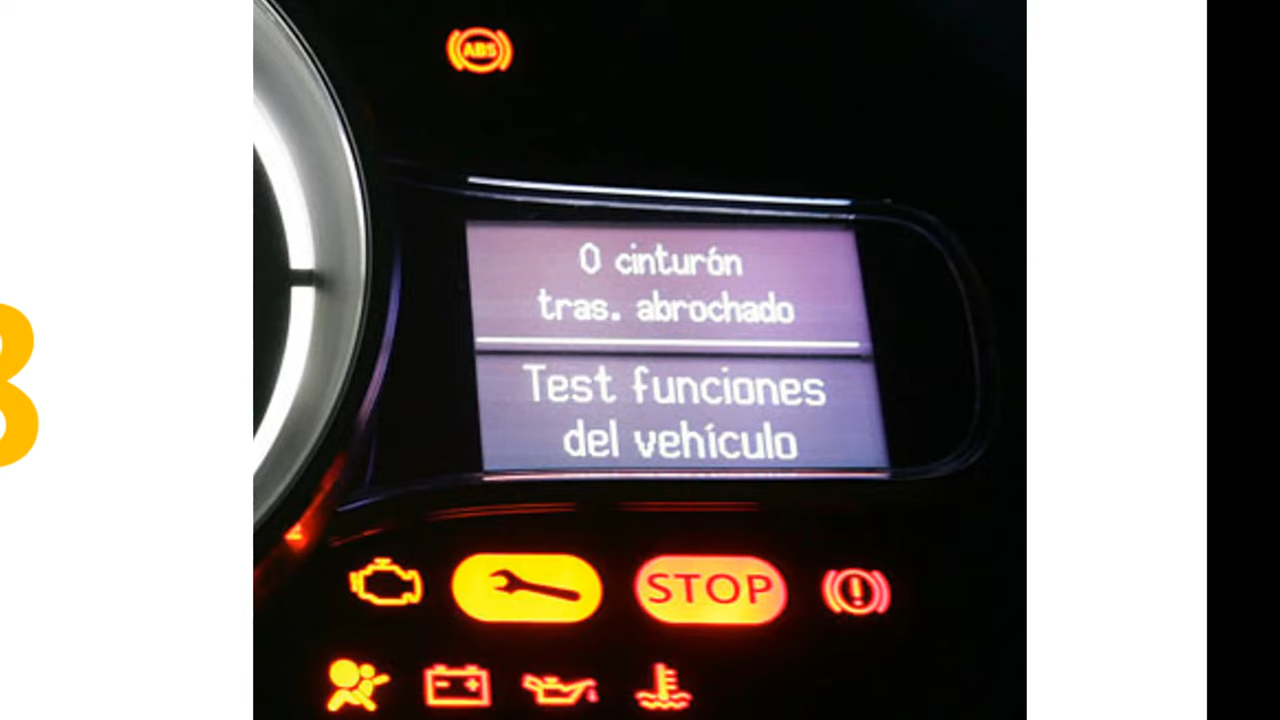 ABS
0 cinturón
tras. abrochado
Test funciones
del vehículo
STOP